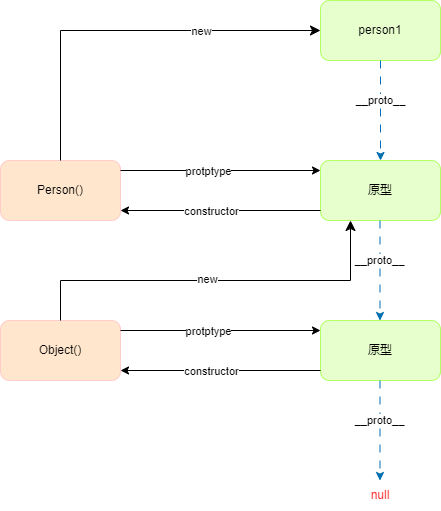 new
person1
__proto__
protptype
Person()
原型
constructor
__proto__
new
protptype
Object()
原型
constructor
__proto__
null